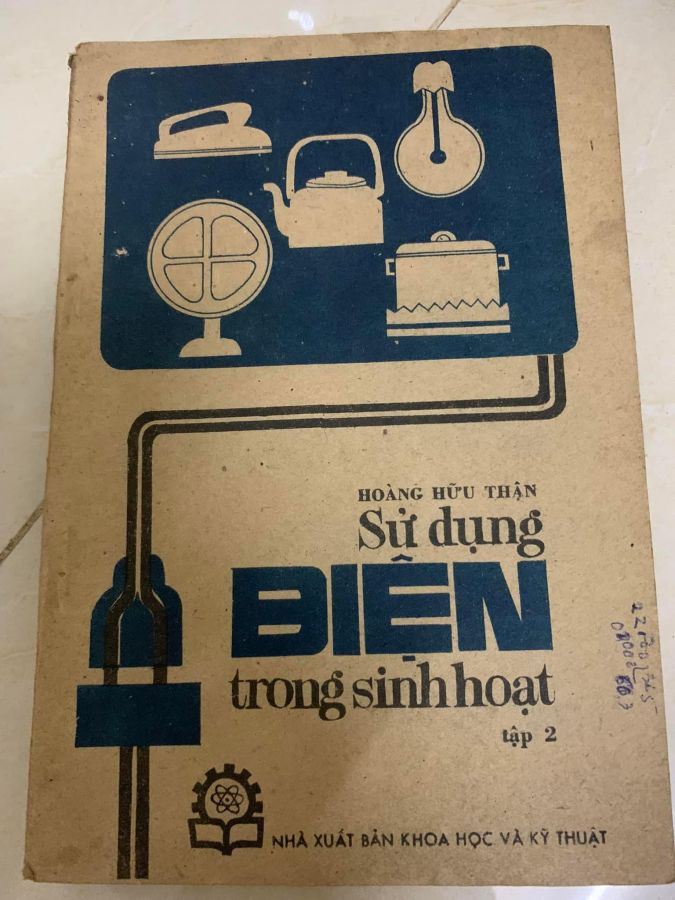 HOÀNG HỮU THẬN
Sử dụng
ĐIỆN
trong sinh hoạt
tập 2
NHÀ XUẤT BẢN KHOA HỌC VÀ KỸ THUẬT